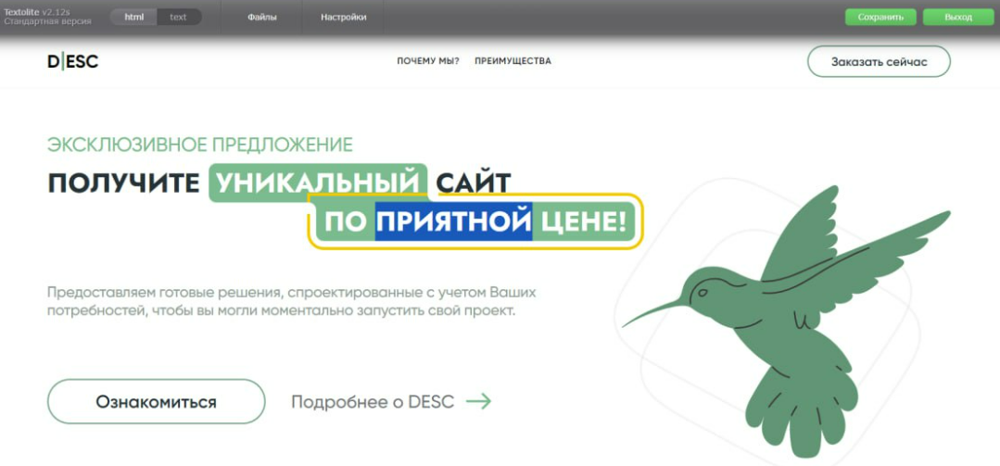 Textolite v2.12s
Стандартная версия
html text
Файлы
Настройки
Сохранить
Выход
D|ESC
ПОЧЕМУ МЫ? ПРЕИМУЩЕСТВА
Заказать сейчас
ЭКСКЛЮЗИВНОЕ ПРЕДЛОЖЕНИЕ
ПОЛУЧИТЕ УНИКАЛЬНЫЙ САЙТ
ПО ПРИЯТНОЙ ЦЕНЕ!
Предоставляем готовые решения, спроектированные с учетом Ваших
потребностей, чтобы вы могли моментально запустить свой проект.
Ознакомиться
Подробнее о DESC